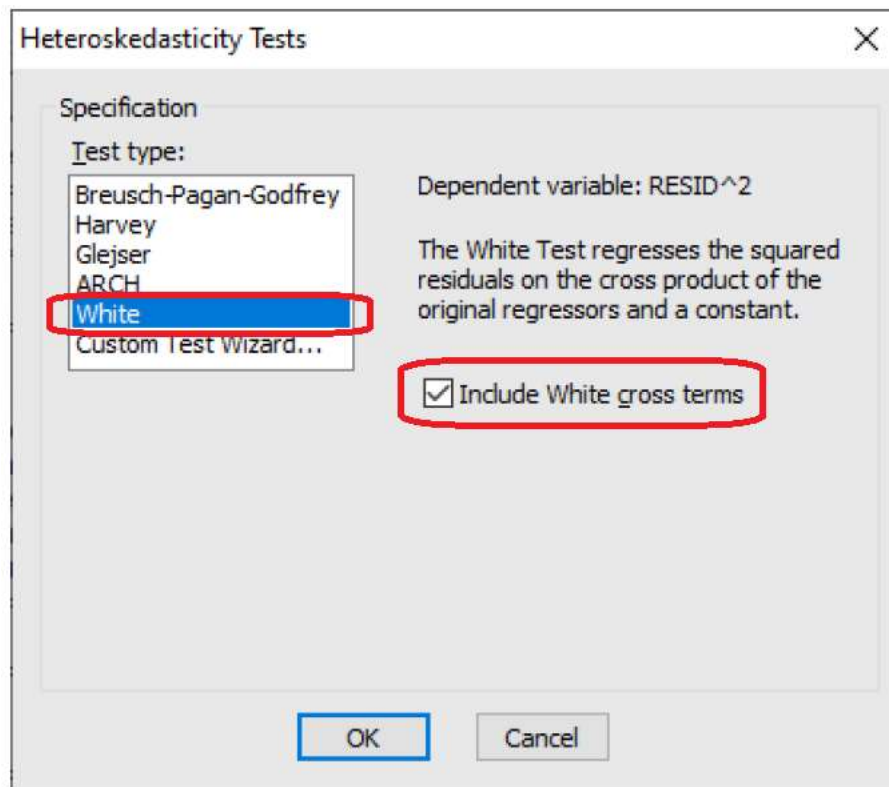 Heteroskedasticity Tests
Specification
Test type:
Breusch-Pagan-Godfrey
Harvey
Glejser
ARCH
White
Custom Test Wizard...
Dependent variable: RESID^2
The White Test regresses the squared
residuals on the cross product of the
original regressors and a constant.
Include White cross terms
OK
Cancel